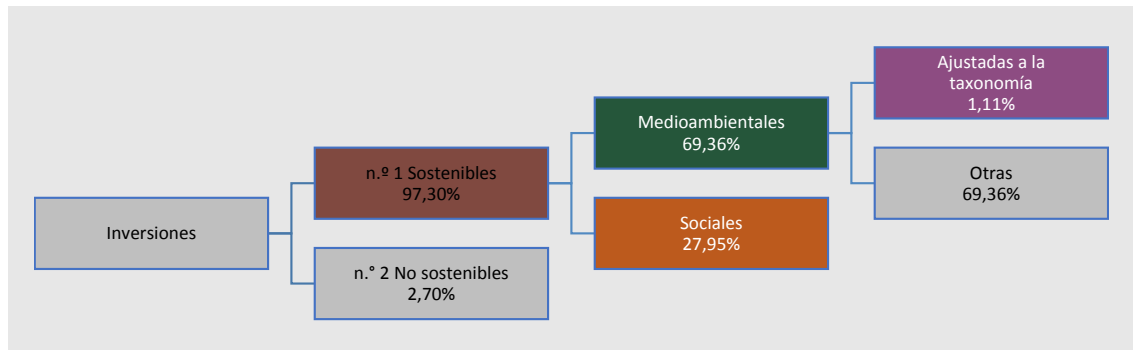 Inversiones
n.º 1 Sostenibles
97,30%
n.° 2 No sostenibles
2,70%
Medioambientales
69,36%
Sociales
27,95%
Ajustadas a la
taxonomía
1,11%
Otras
69,36%